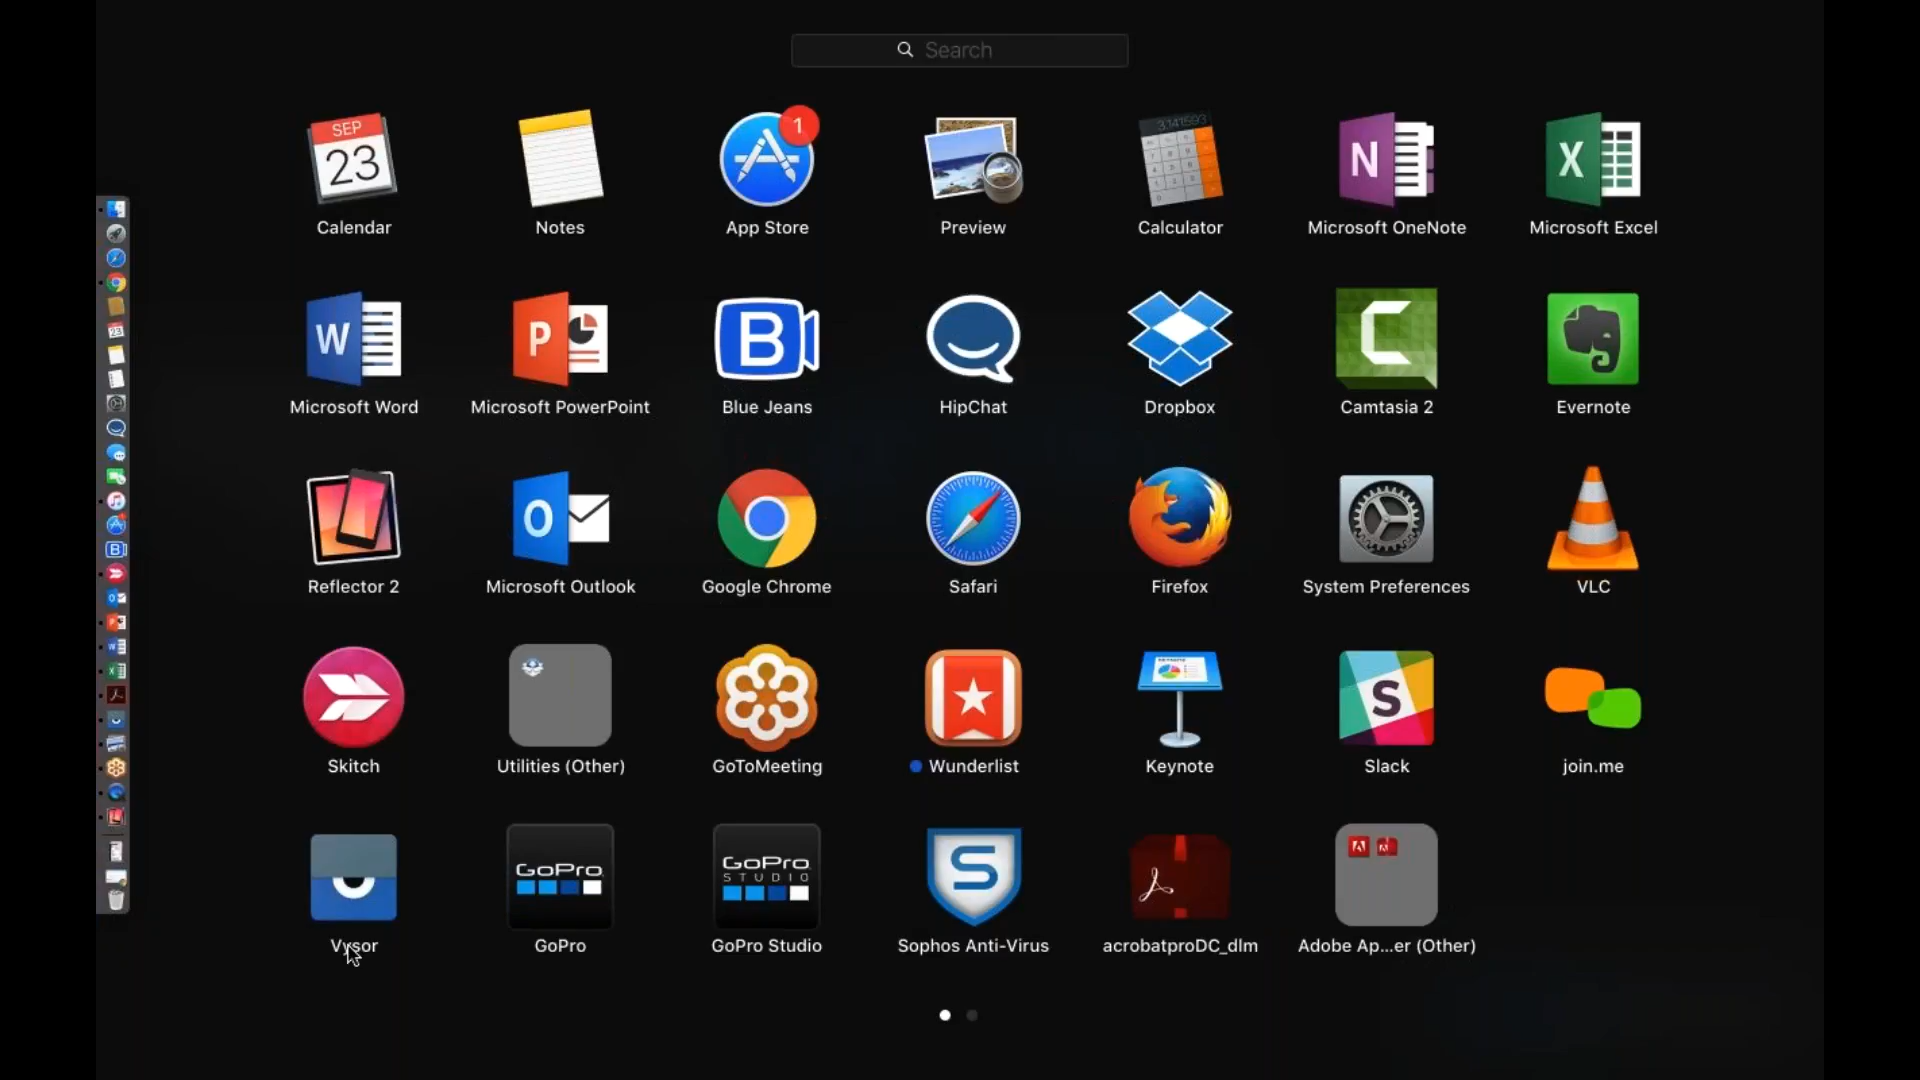 Search
SEP
23
1
3.141593
N
X
Calendar
Notes
App Store
Preview
Calculator
Microsoft OneNote
Microsoft Excel
W
P
B
C
Microsoft Word
Microsoft PowerPoint
Blue Jeans
HipChat
Dropbox
Camtasia 2
Evernote
O
Reflector 2
Microsoft Outlook
Google Chrome
Safari
Firefox
System Preferences
VLC
KEYNOTE
S
Skitch
Utilities (Other)
GoToMeeting
Wunderlist
Keynote
Slack
join.me
GoPro
GoPro
STUDIO
S
Vysor
GoPro
GoPro Studio
Sophos Anti-Virus
acrobatproDC_dlm
Adobe Ap...er (Other)